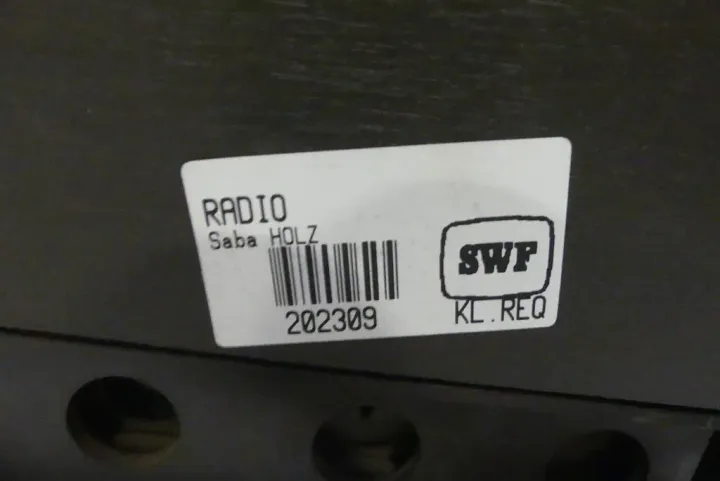 RADIO
Saba HOLZ
202309
SWF
KL.REQ